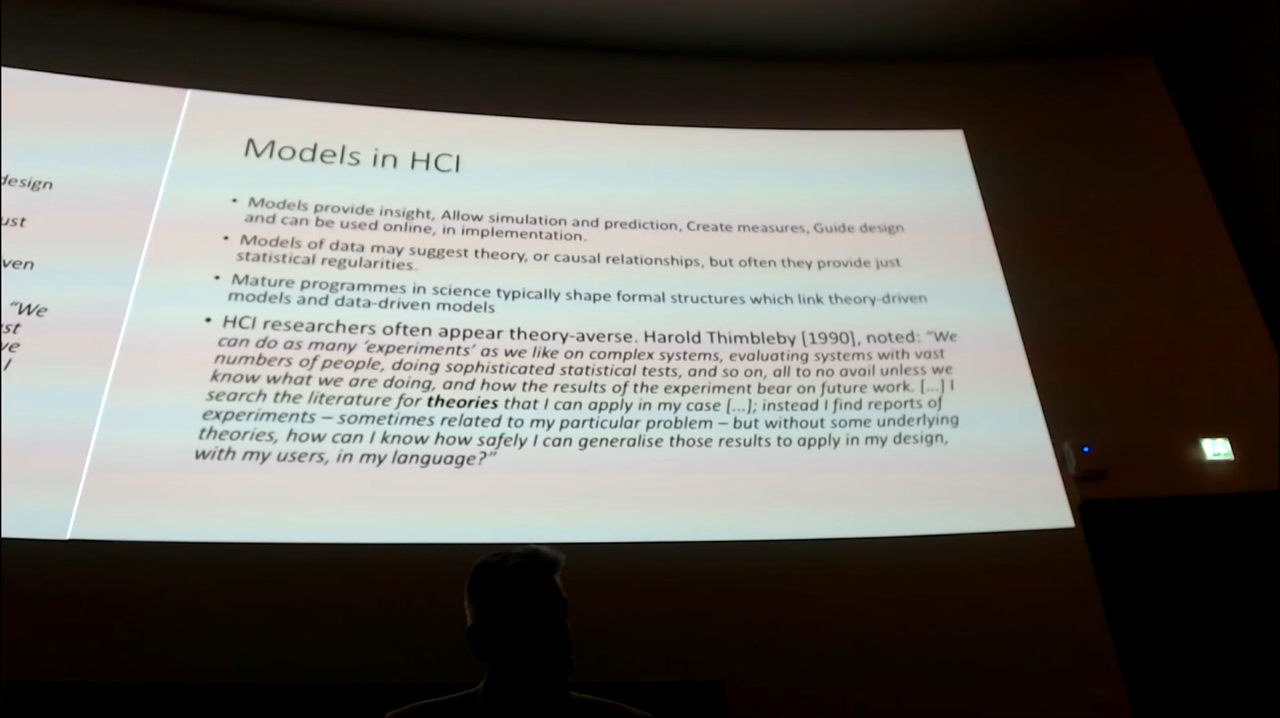 design
ust
ven
"We
st
ve
I
Models in HCI
• Models provide insight, Allow simulation and prediction, Create measures, Guide design
and can be used online, in implementation.
• Models of data may suggest theory, or causal relationships, but often they provide just
statistical regularities.
• Mature programmes in science typically shape formal structures which link theory-driven
models and data-driven models
• HCI researchers often appear theory-averse. Harold Thimbleby [1990], noted: "We
can do as many 'experiments' as we like on complex systems, evaluating systems with vast
numbers of people, doing sophisticated statistical tests, and so on, all to no avail unless we
know what we are doing, and how the results of the experiment bear on future work. [...] I
search the literature for theories that I can apply in my case [...]; instead I find reports of
experiments – sometimes related to my particular problem – but without some underlying
theories, how can I know how safely I can generalise those results to apply in my design,
with my users, in my language?"